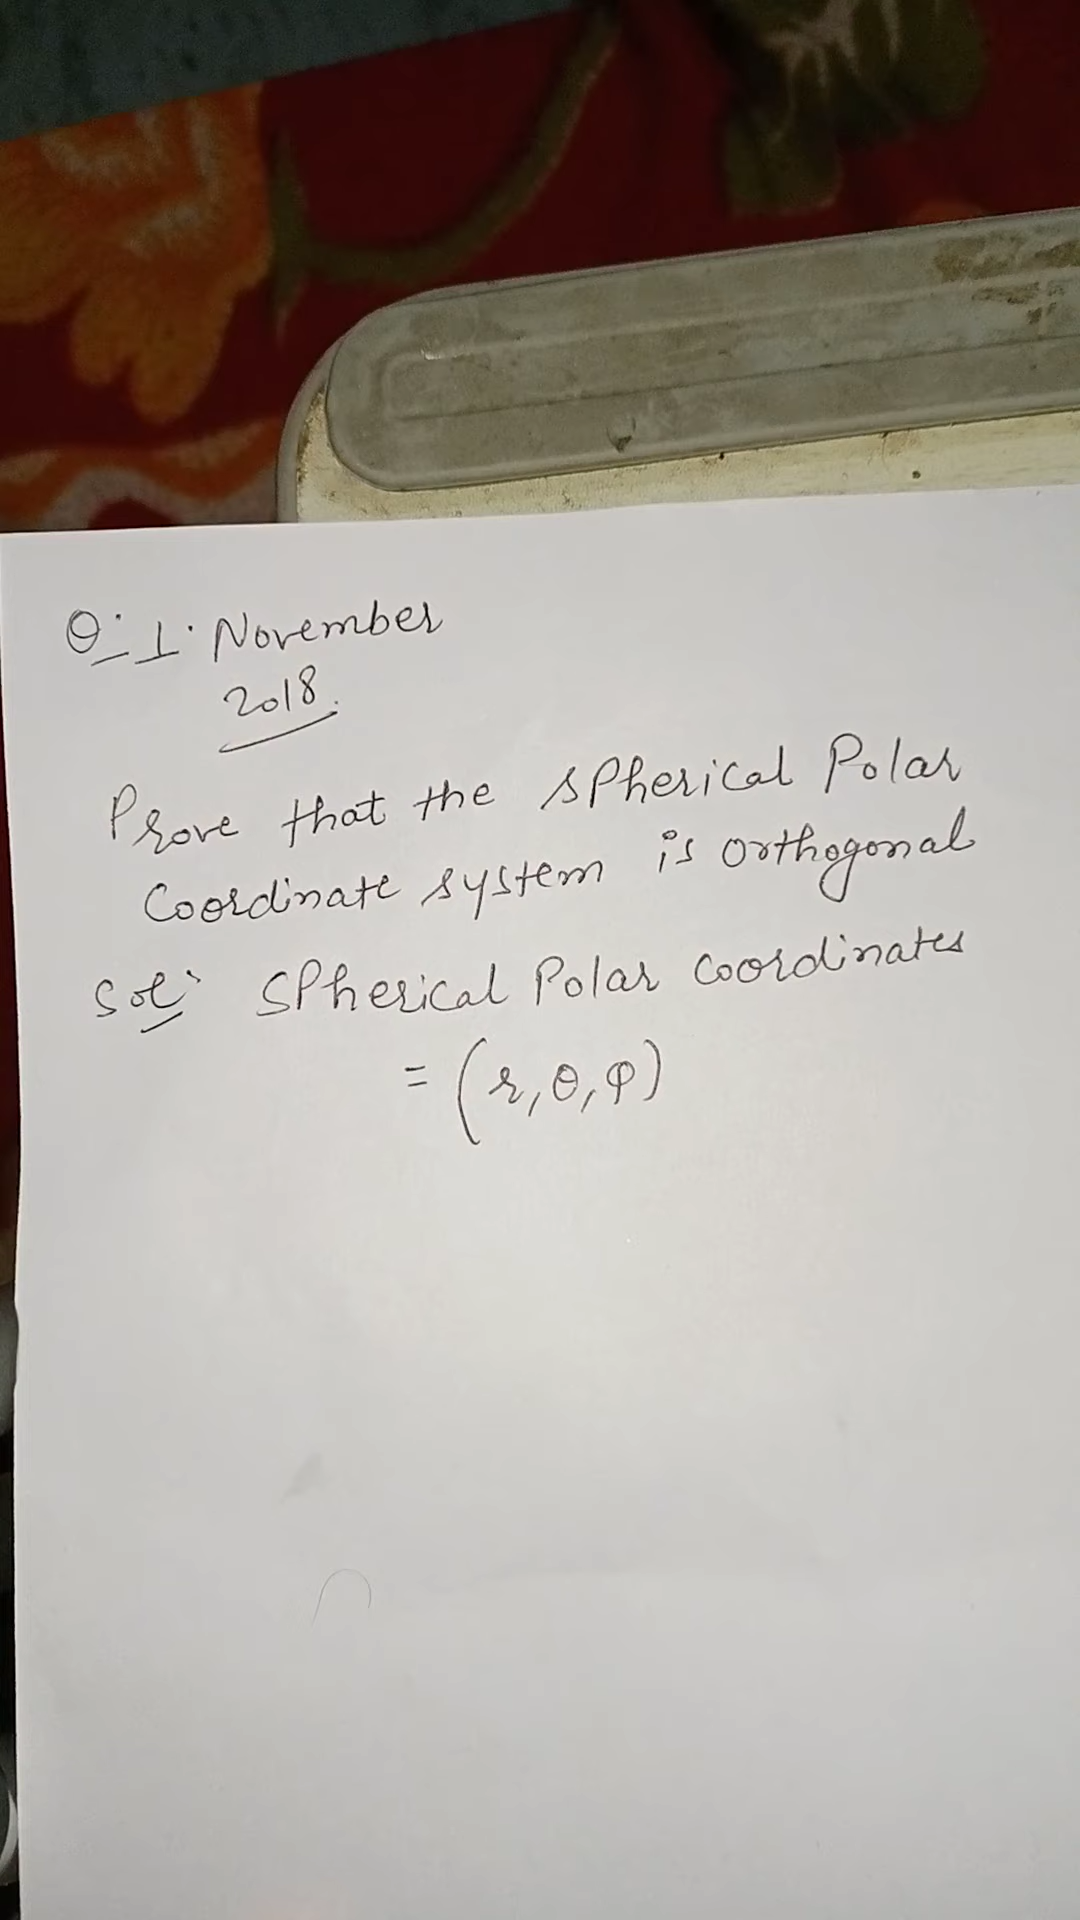 Q:- 1. November
2018.
Prove that the spherical Polar
Coordinate system is orthogonal
Sol: Spherical Polar coordinates
= (r, θ, φ)